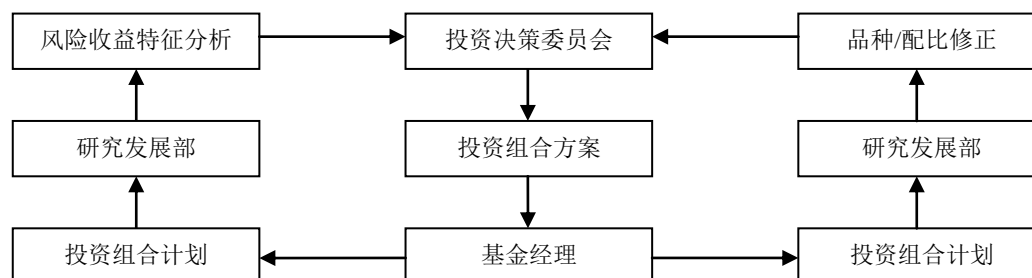 风险收益特征分析
投资决策委员会
品种/配比修正
研究发展部
投资组合方案
研究发展部
投资组合计划
基金经理
投资组合计划